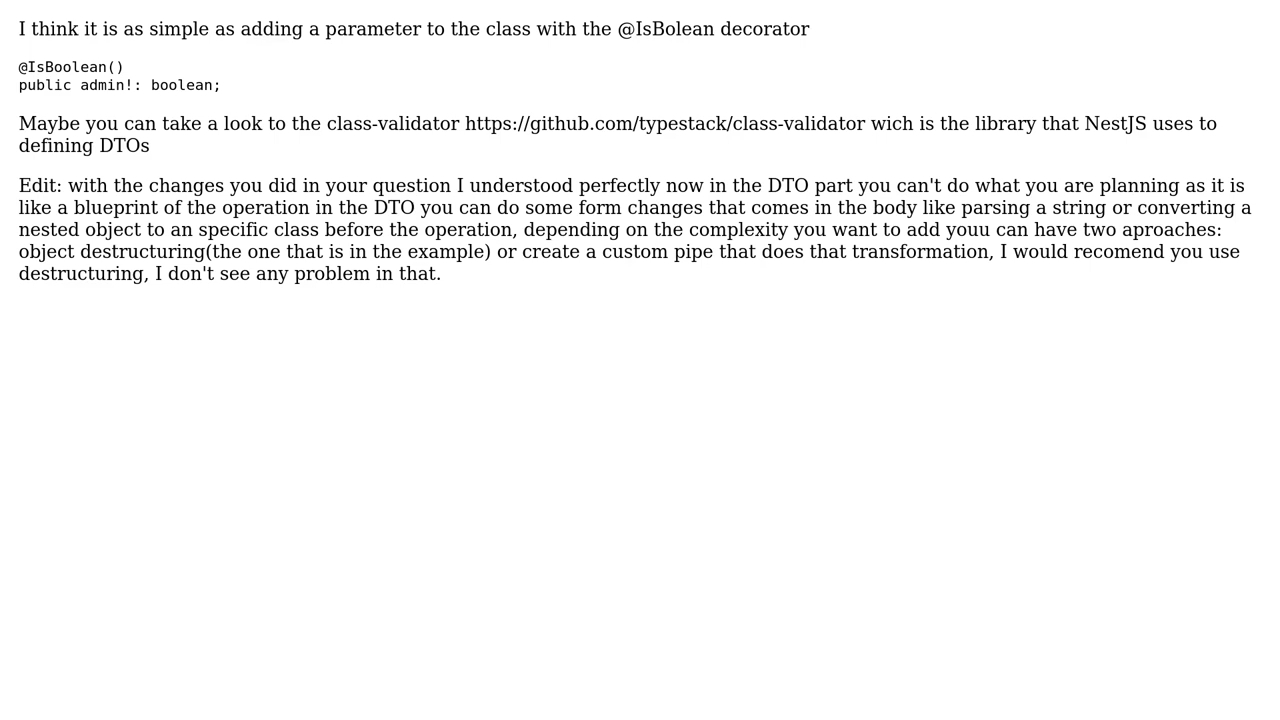 I think it is as simple as adding a parameter to the class with the @IsBolean decorator
@IsBoolean()
public admin!: boolean;
Maybe you can take a look to the class-validator https://github.com/typestack/class-validator wich is the library that NestJS uses to
defining DTOs
Edit: with the changes you did in your question I understood perfectly now in the DTO part you can't do what you are planning as it is
like a blueprint of the operation in the DTO you can do some form changes that comes in the body like parsing a string or converting a
nested object to an specific class before the operation, depending on the complexity you want to add youu can have two aproaches:
object destructuring(the one that is in the example) or create a custom pipe that does that transformation, I would recomend you use
destructuring, I don't see any problem in that.